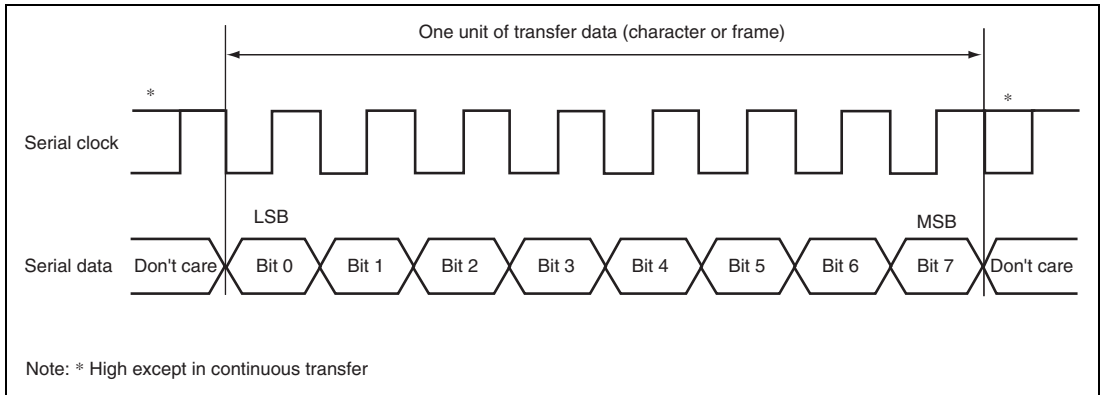 One unit of transfer data (character or frame)
*
*
Serial clock
LSB
MSB
Serial data
Don't care
Bit 0
Bit 1
Bit 2
Bit 3
Bit 4
Bit 5
Bit 6
Bit 7
Don't care
Note: * High except in continuous transfer